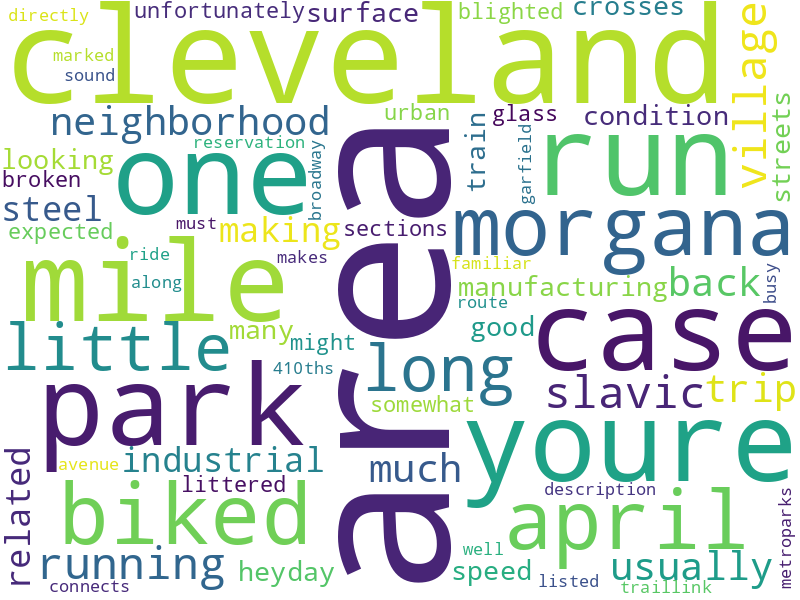 directly
unfortunately
surface
blighted
crosses
cleveland
marked
sound
village
neighborhood
urban
glass
condition
streets
reservation
looking
one
broadway
train
garfield
run
broken
steel
must
making
sections
morgana
expected
ride
makes
area
familiar
mile
along
manufacturing
back
busy
little
many
might
route
good
case
410ths
long
park
somewhat
slavic
trip
avenue
industrial
much
youre
related
littered
description
metroparks
biked
april
running
heyday
well
speed
usually
connects
listed
traillink